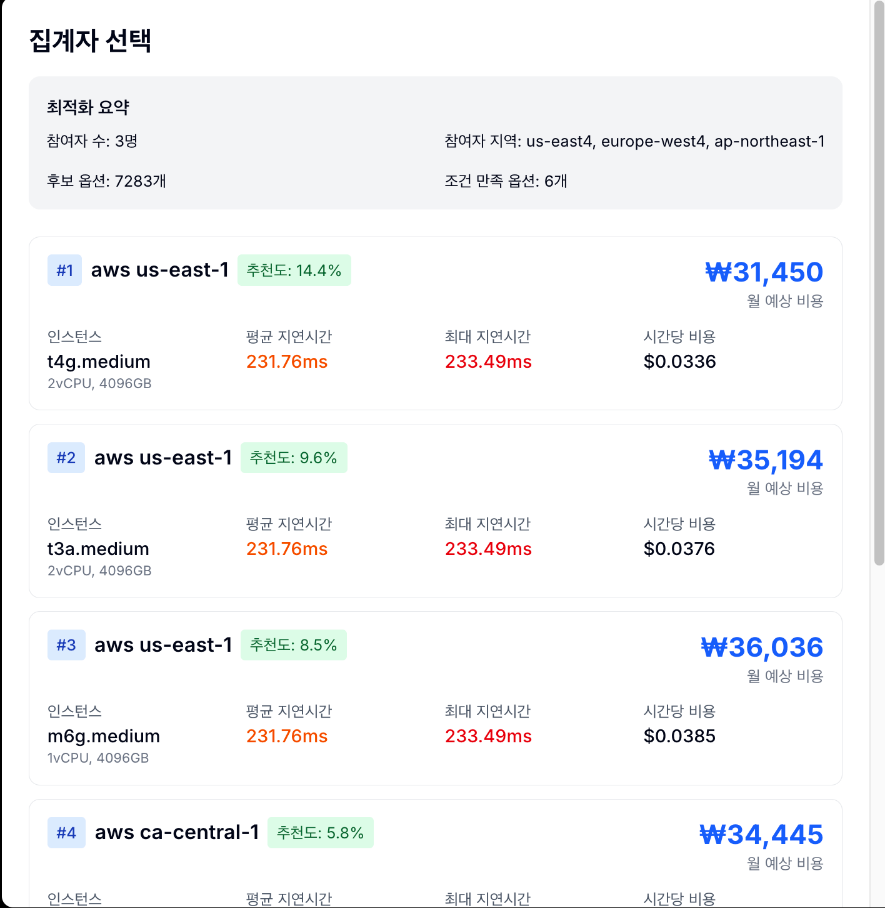 집계자 선택
최적화 요약
참여자 수: 3명
참여자 지역: us-east4, europe-west4, ap-northeast-1
후보 옵션: 7283개
조건 만족 옵션: 6개
#1 aws us-east-1 추천도: 14.4% ₩31,450
월 예상 비용
인스턴스 평균 지연시간 최대 지연시간 시간당 비용
t4g.medium 231.76ms 233.49ms $0.0336
2vCPU, 4096GB
#2 aws us-east-1 추천도: 9.6% ₩35,194
월 예상 비용
인스턴스 평균 지연시간 최대 지연시간 시간당 비용
t3a.medium 231.76ms 233.49ms $0.0376
2vCPU, 4096GB
#3 aws us-east-1 추천도: 8.5% ₩36,036
월 예상 비용
인스턴스 평균 지연시간 최대 지연시간 시간당 비용
m6g.medium 231.76ms 233.49ms $0.0385
1vCPU, 4096GB
#4 aws ca-central-1 추천도: 5.8% ₩34,445
월 예상 비용
인스턴스 평균 지연시간 최대 지연시간 시간당 비용